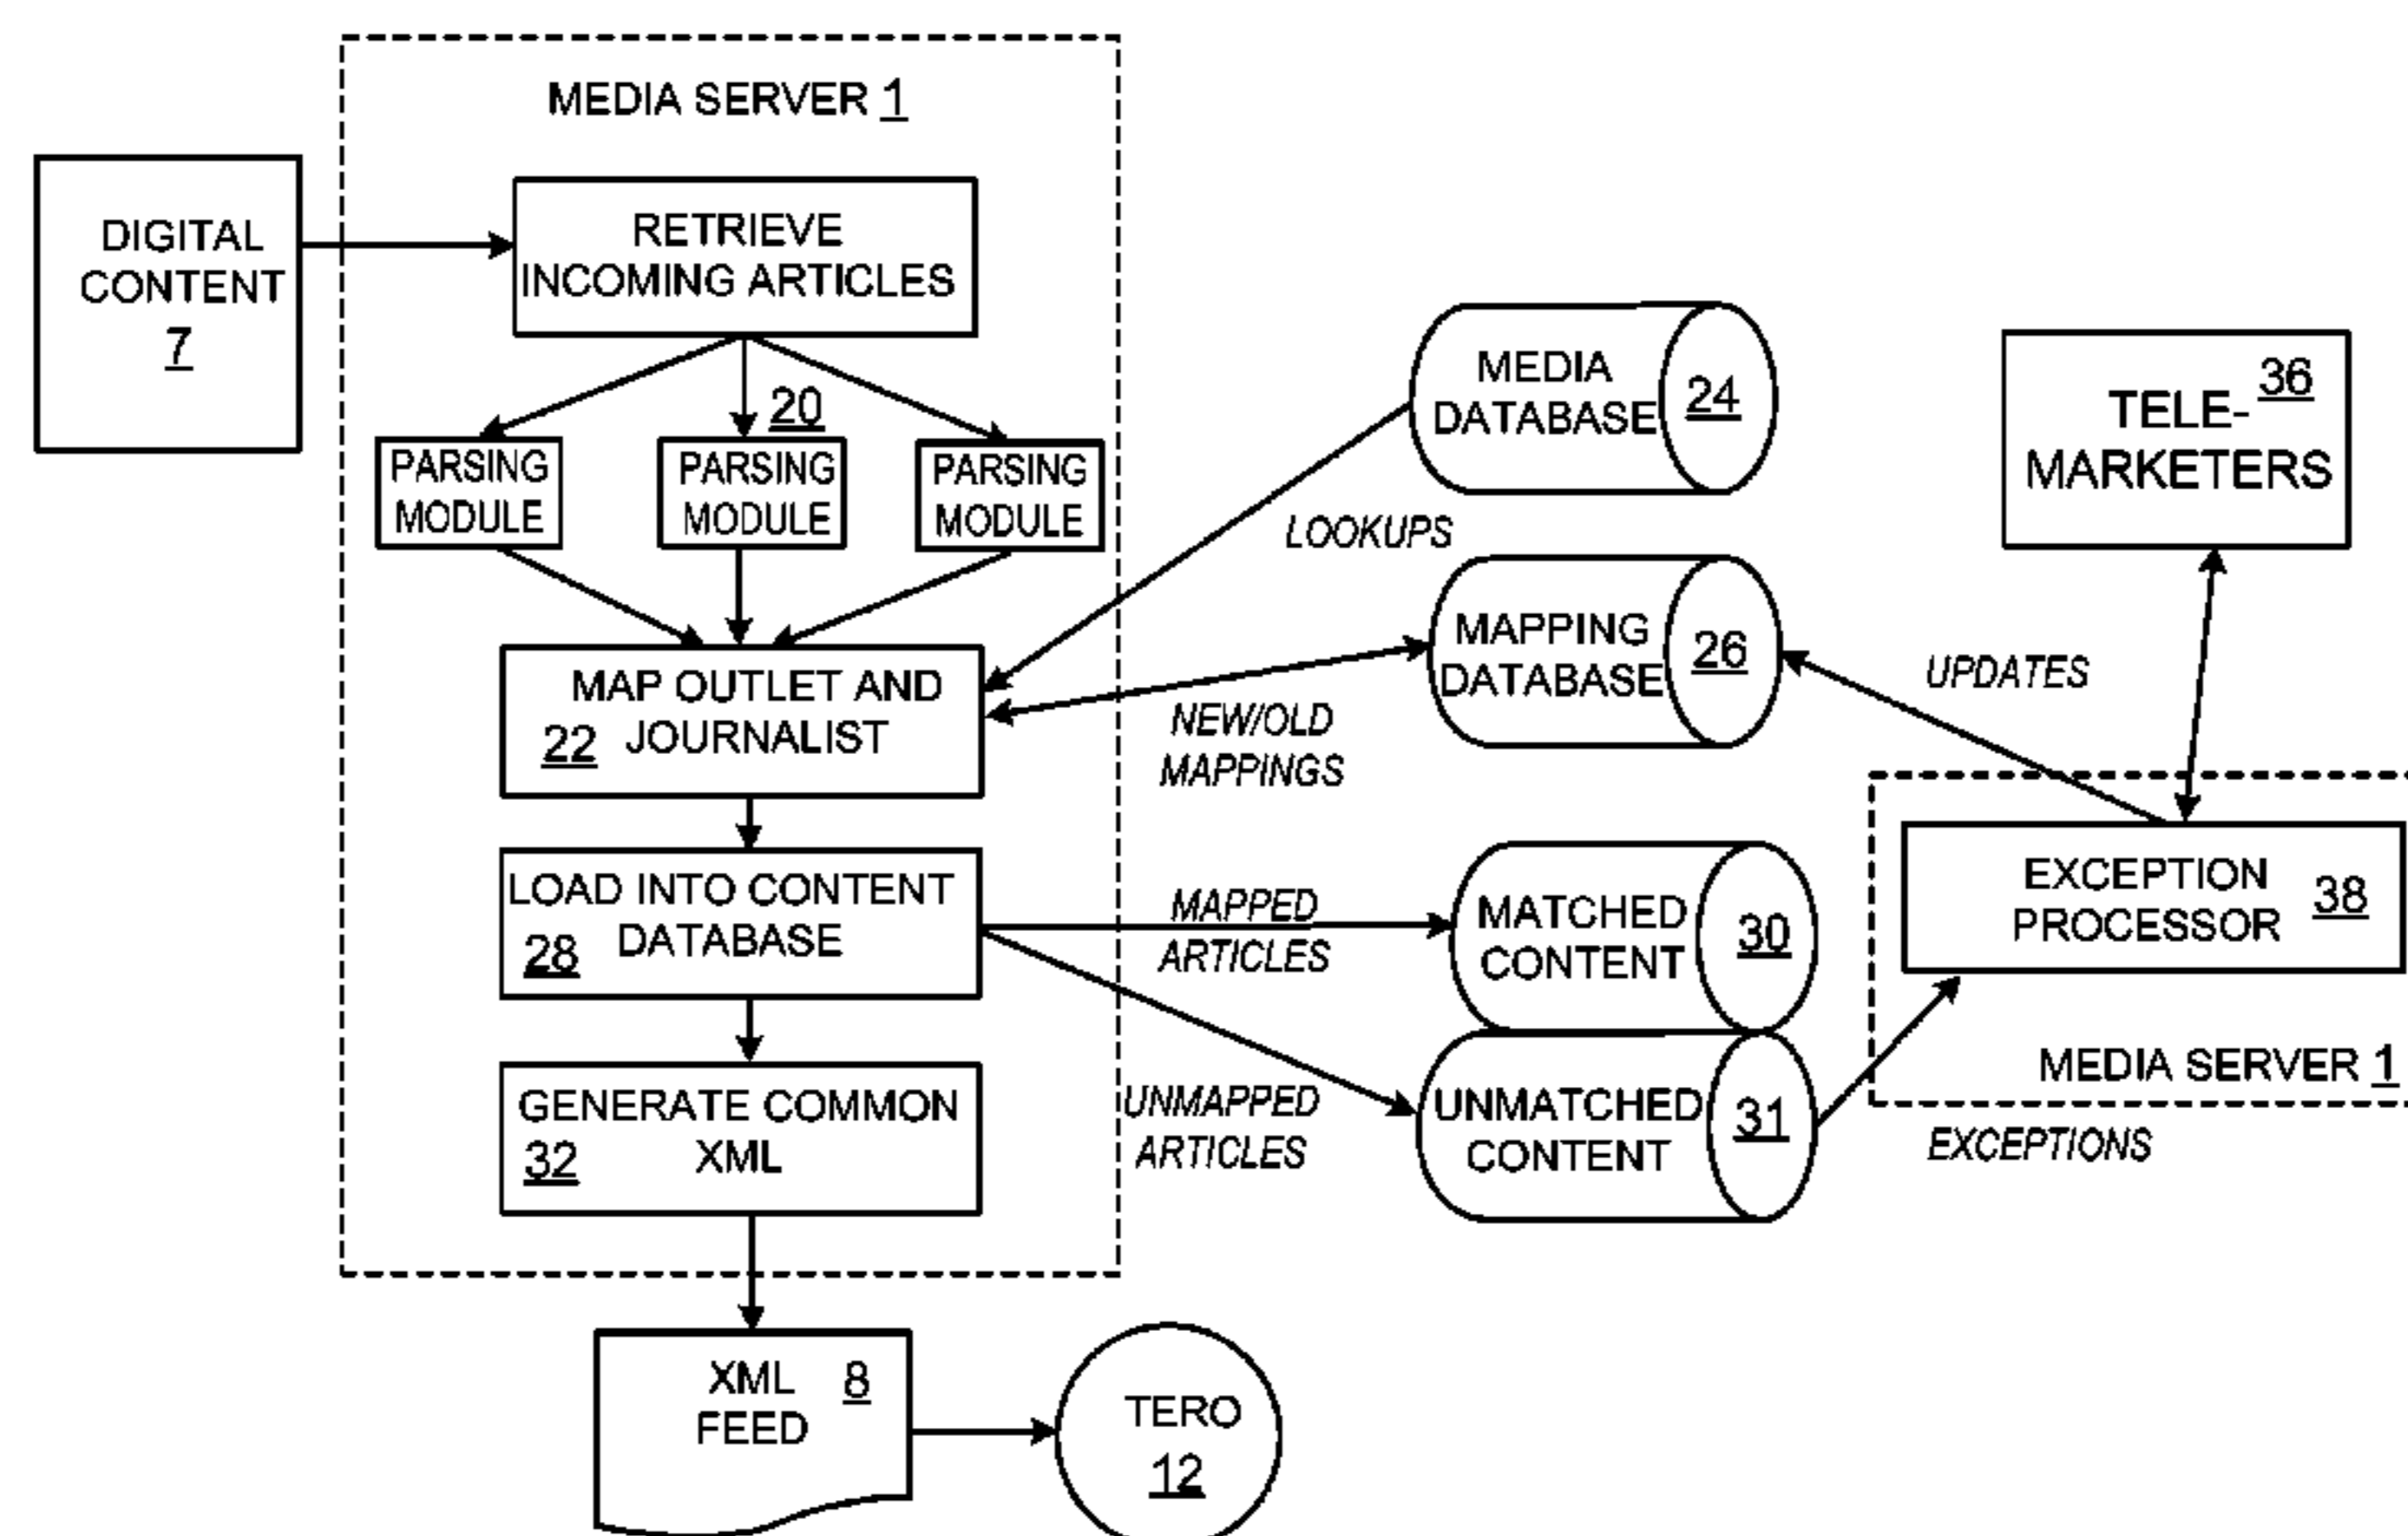 MEDIA SERVER 1
DIGITAL
CONTENT
7
RETRIEVE
INCOMING ARTICLES
20
PARSING
MODULE
PARSING
MODULE
PARSING
MODULE
MEDIA
DATABASE
24
LOOKUPS
36
TELE-
MARKETERS
MAP OUTLET AND
22 JOURNALIST
MAPPING
DATABASE
26
NEW/OLD
MAPPINGS
UPDATES
LOAD INTO CONTENT
28 DATABASE
MAPPED
ARTICLES
MATCHED
CONTENT
30
EXCEPTION
PROCESSOR
38
MEDIA SERVER 1
GENERATE COMMON
32 XML
UNMAPPED
ARTICLES
UNMATCHED
CONTENT
31
EXCEPTIONS
XML 8
FEED
TERO
12